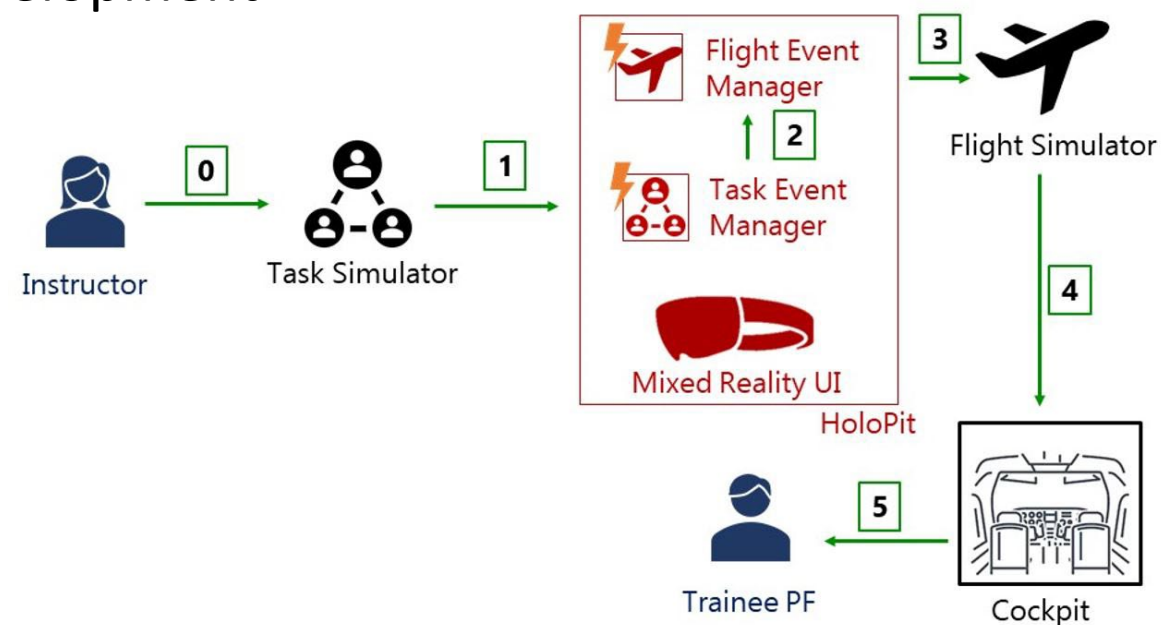 0
Instructor
Task Simulator
1
Flight Event
Manager
2
Task Event
Manager
Mixed Reality UI
HoloPit
3
Flight Simulator
4
Cockpit
5
Trainee PF